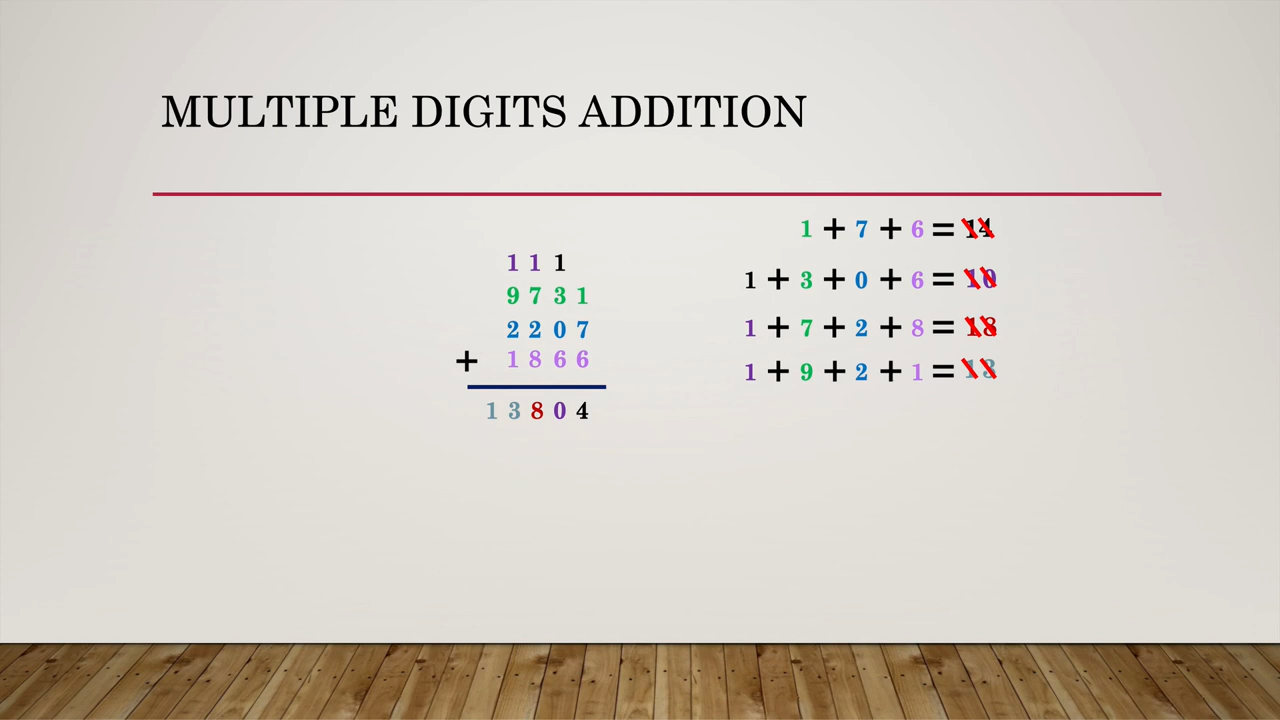 MULTIPLE DIGITS ADDITION
1 1 1
9 7 3 1
2 2 0 7
+ 1 8 6 6
1 3 8 0 4
1 + 7 + 6 = 14
1 + 3 + 0 + 6 = 10
1 + 7 + 2 + 8 = 18
1 + 9 + 2 + 1 = 13